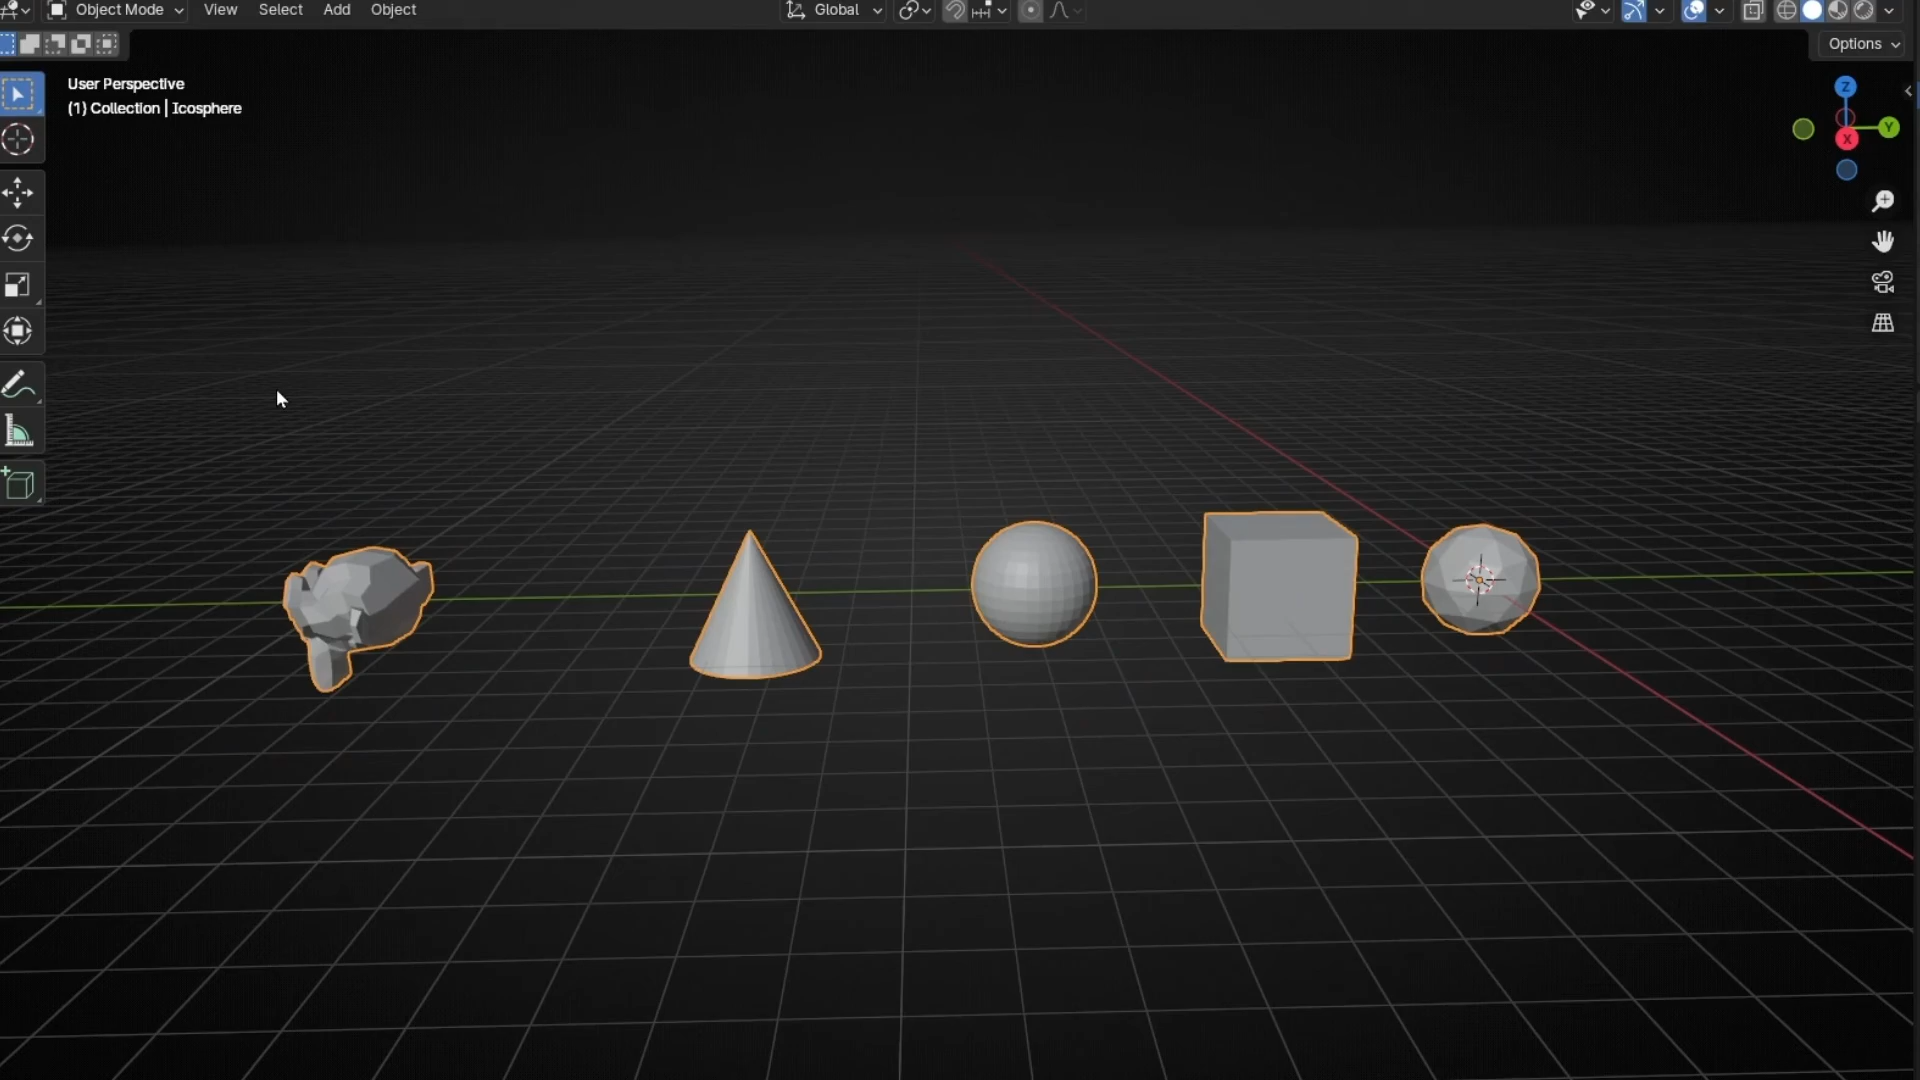 Object Mode View Select Add Object Global
Options
User Perspective
(1) Collection | Icosphere
Z
Y
X